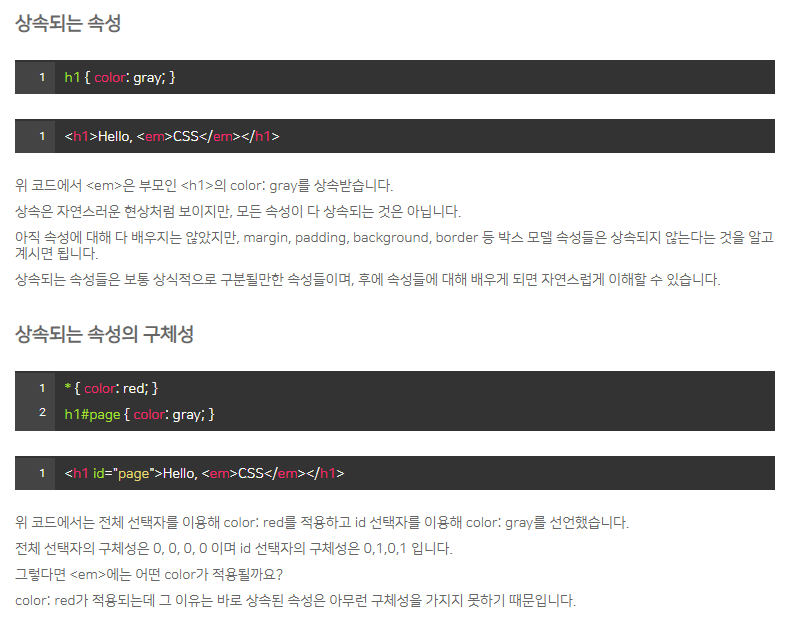 상속되는 속성
1 h1 { color: gray; }
1 <h1>Hello, <em>CSS</em></h1>
위 코드에서 <em>은 부모인 <h1>의 color: gray를 상속받습니다.
상속은 자연스러운 현상처럼 보이지만, 모든 속성이 다 상속되는 것은 아닙니다.
아직 속성에 대해 다 배우지는 않았지만, margin, padding, background, border 등 박스 모델 속성들은 상속되지 않는다는 것을 알고
계시면 됩니다.
상속되는 속성들은 보통 상식적으로 구분될만한 속성들이며, 후에 속성들에 대해 배우게 되면 자연스럽게 이해할 수 있습니다.
상속되는 속성의 구체성
1 * { color: red; }
2 h1#page { color: gray; }
1 <h1 id="page">Hello, <em>CSS</em></h1>
위 코드에서는 전체 선택자를 이용해 color: red를 적용하고 id 선택자를 이용해 color: gray를 선언했습니다.
전체 선택자의 구체성은 0, 0, 0, 0 이며 id 선택자의 구체성은 0,1,0,1 입니다.
그렇다면 <em>에는 어떤 color가 적용될까요?
color: red가 적용되는데 그 이유는 바로 상속된 속성은 아무런 구체성을 가지지 못하기 때문입니다.